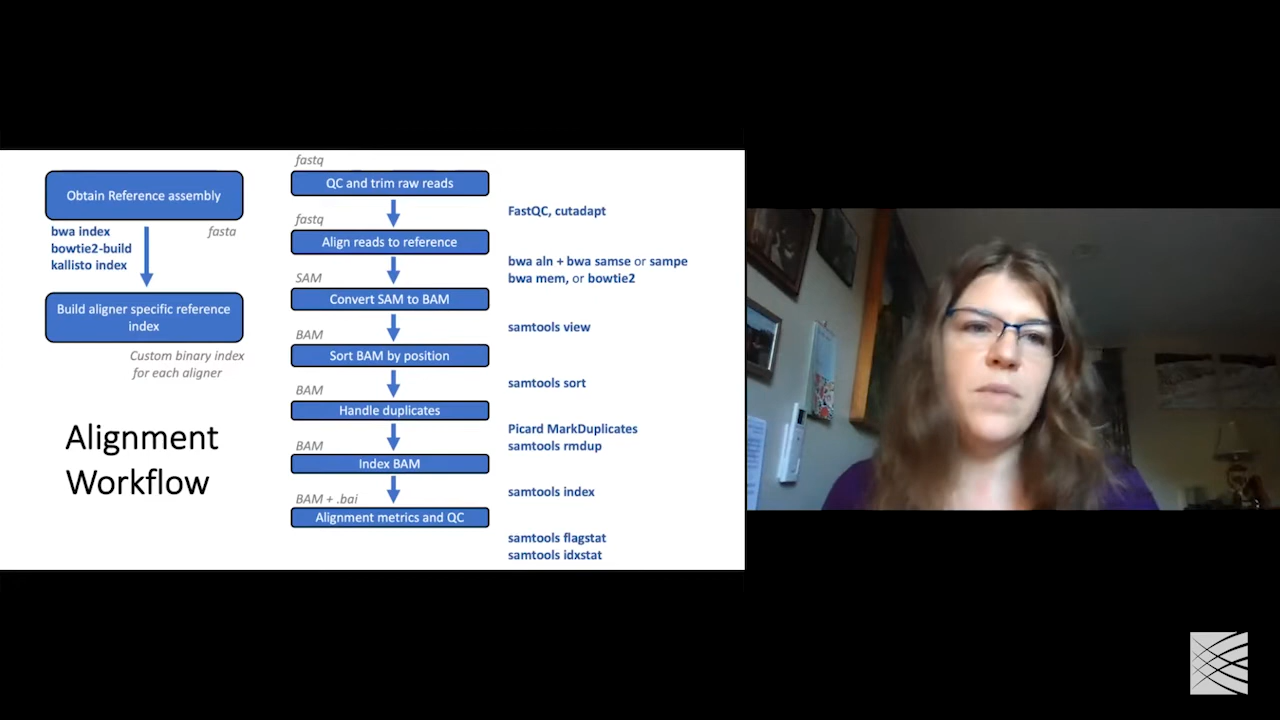 Obtain Reference assembly
bwa index
bowtie2-build
kallisto index
fasta
Build aligner specific reference
index
Custom binary index
for each aligner
Alignment
Workflow
fastq
QC and trim raw reads
FastQC, cutadapt
fastq
Align reads to reference
bwa aln + bwa samse or sampe
bwa mem, or bowtie2
SAM
Convert SAM to BAM
samtools view
BAM
Sort BAM by position
samtools sort
BAM
Handle duplicates
Picard MarkDuplicates
samtools rmdup
BAM
Index BAM
samtools index
BAM + .bai
Alignment metrics and QC
samtools flagstat
samtools idxstat